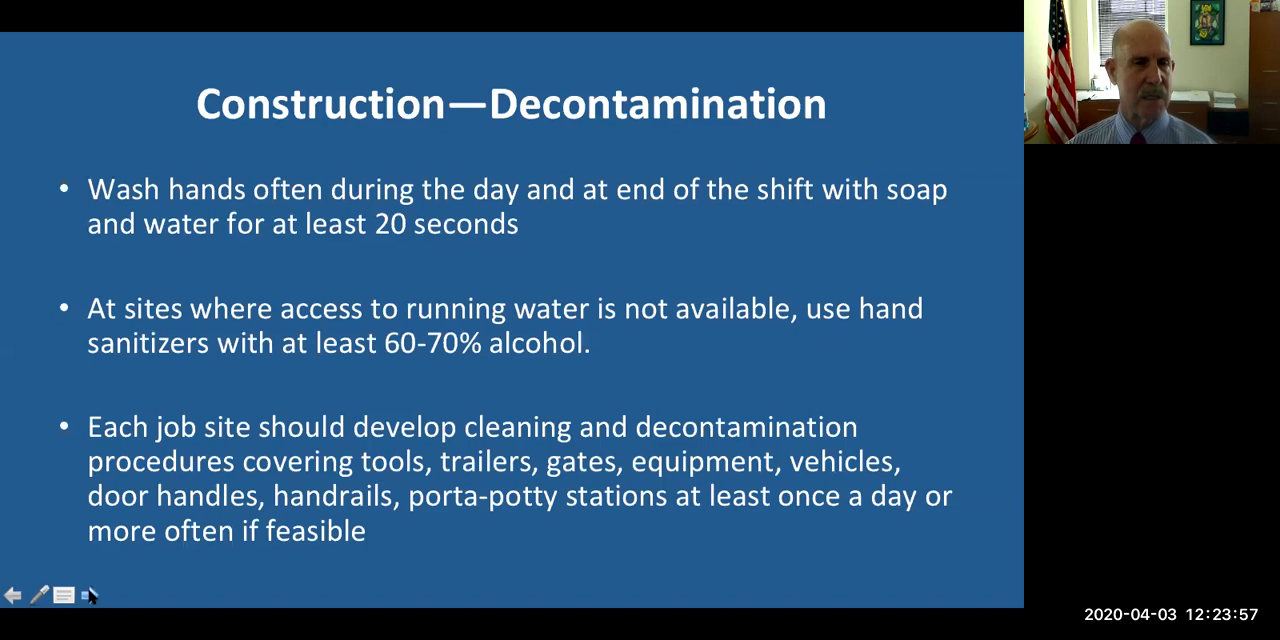 Construction—Decontamination
• Wash hands often during the day and at end of the shift with soap
and water for at least 20 seconds
• At sites where access to running water is not available, use hand
sanitizers with at least 60-70% alcohol.
• Each job site should develop cleaning and decontamination
procedures covering tools, trailers, gates, equipment, vehicles,
door handles, handrails, porta-potty stations at least once a day or
more often if feasible
2020-04-03 12:23:57